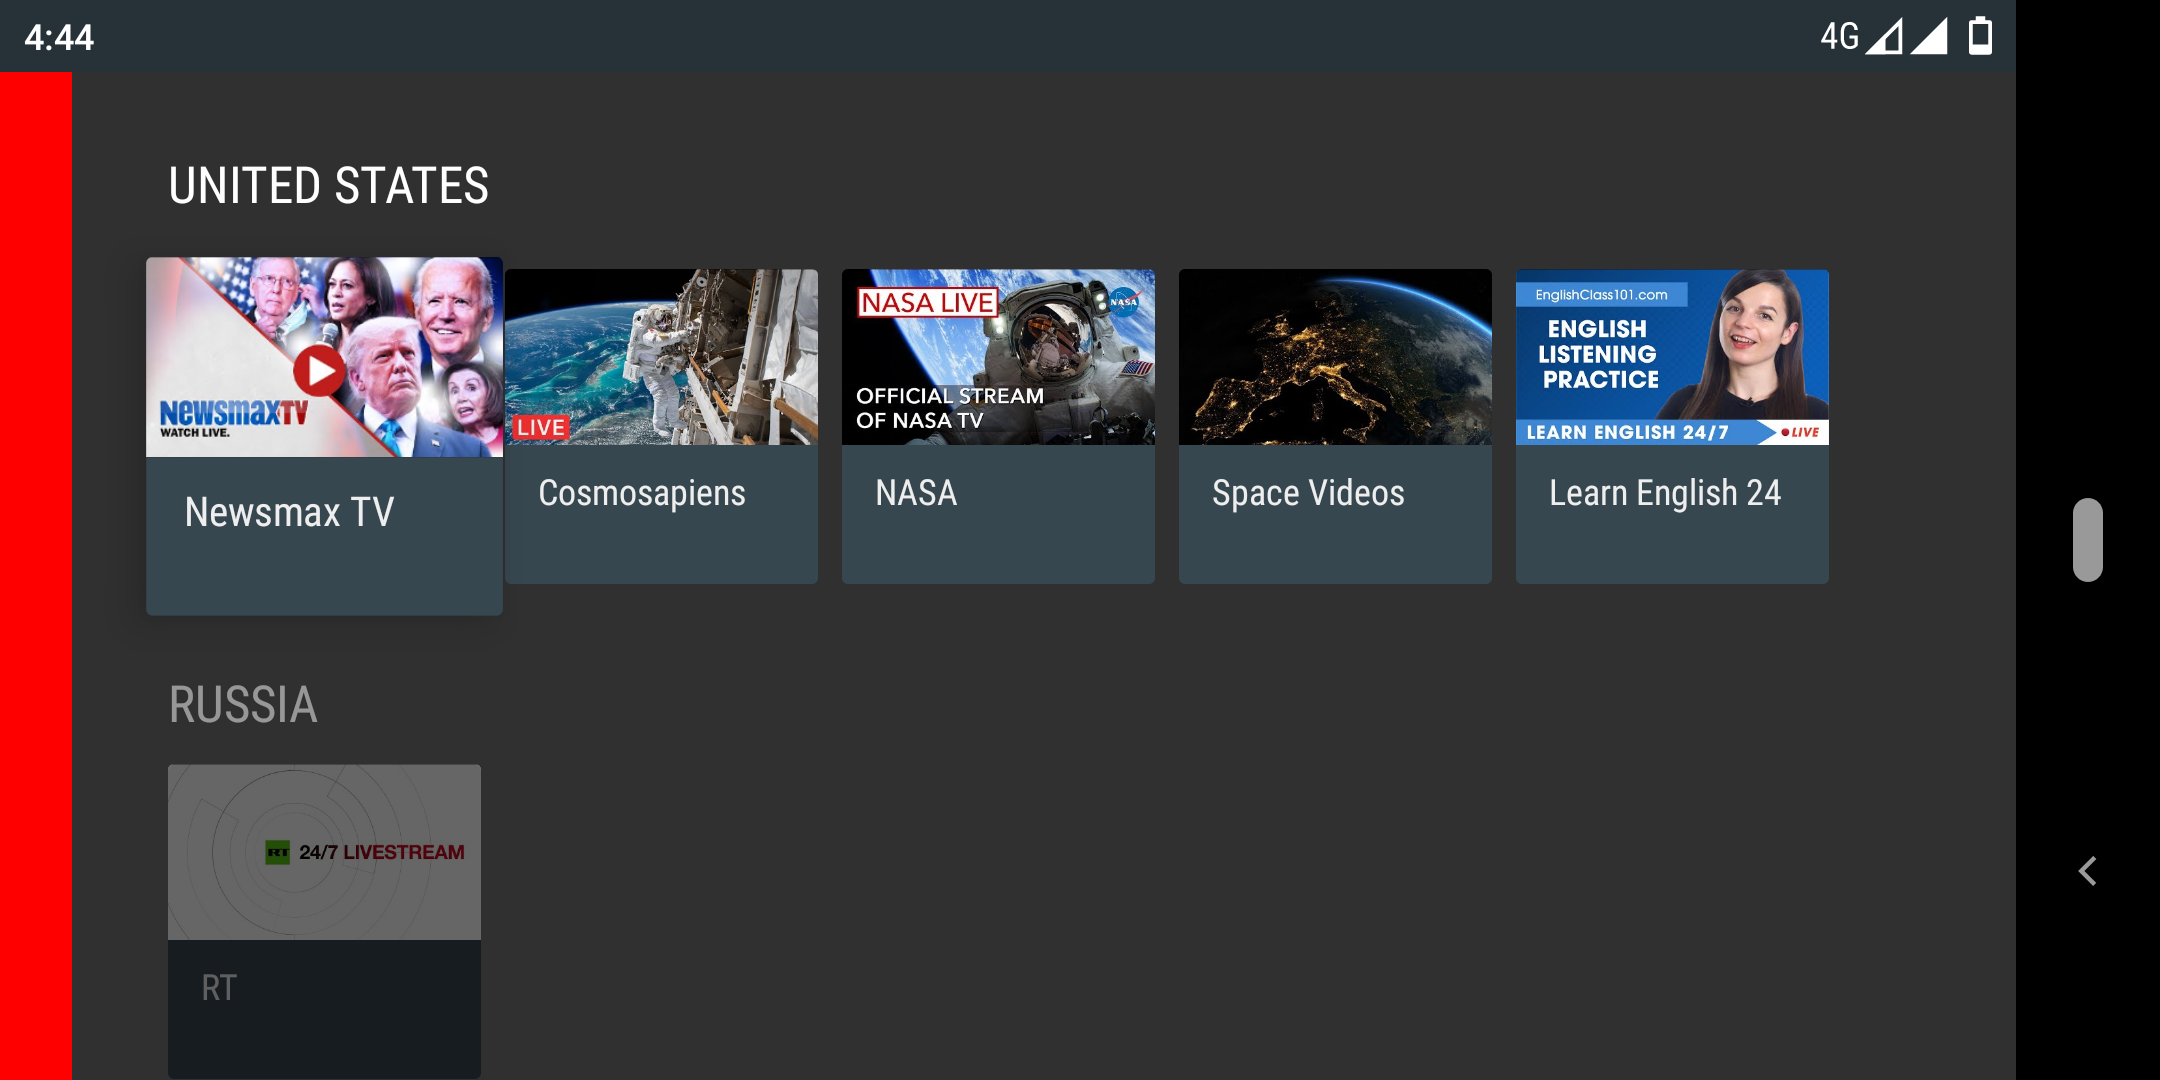 4:44
4G
UNITED STATES
NEWSMAXTV
WATCH LIVE.
Newsmax TV
LIVE
Cosmosapiens
NASA LIVE
NASA
OFFICIAL STREAM
OF NASA TV
NASA
Space Videos
EnglishClass101.com
ENGLISH
LISTENING
PRACTICE
LEARN ENGLISH 24/7
LIVE
Learn English 24
RUSSIA
RT 24/7 LIVESTREAM
RT